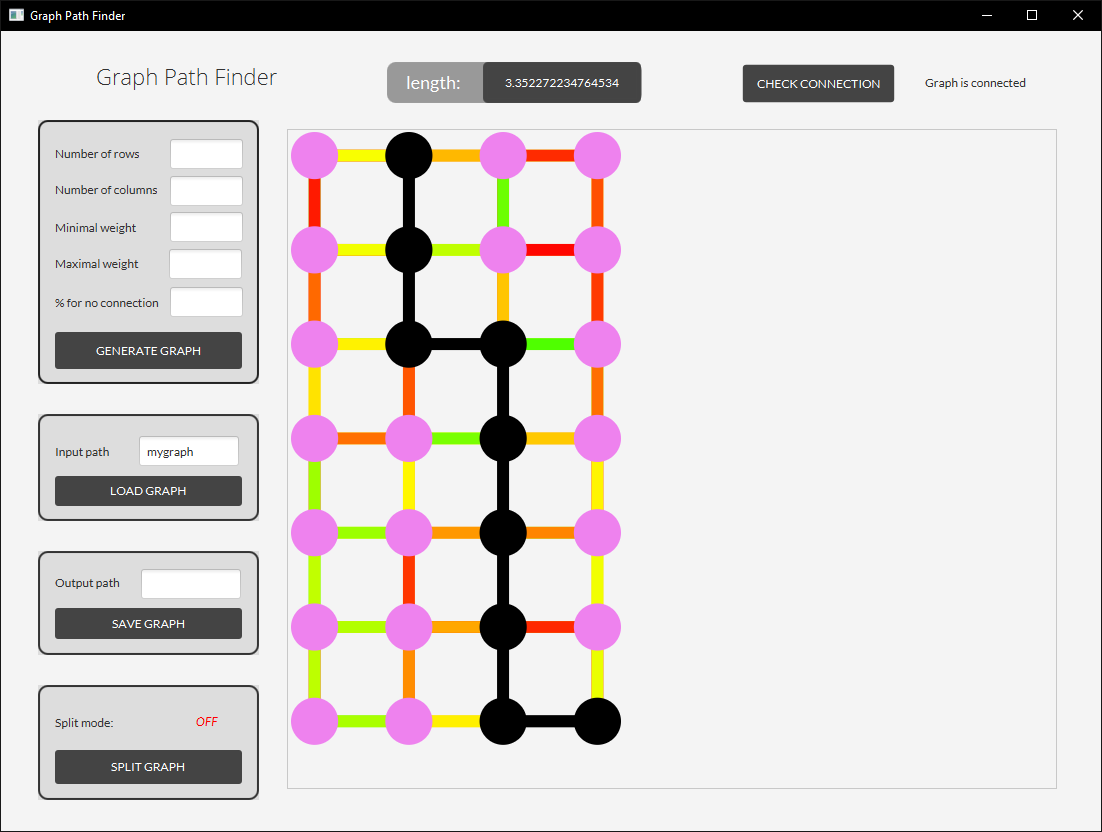 Graph Path Finder
Graph Path Finder
length: 3.352272234764534
CHECK CONNECTION
Graph is connected
Number of rows
Number of columns
Minimal weight
Maximal weight
% for no connection
GENERATE GRAPH
Input path mygraph
LOAD GRAPH
Output path
SAVE GRAPH
Split mode: OFF
SPLIT GRAPH